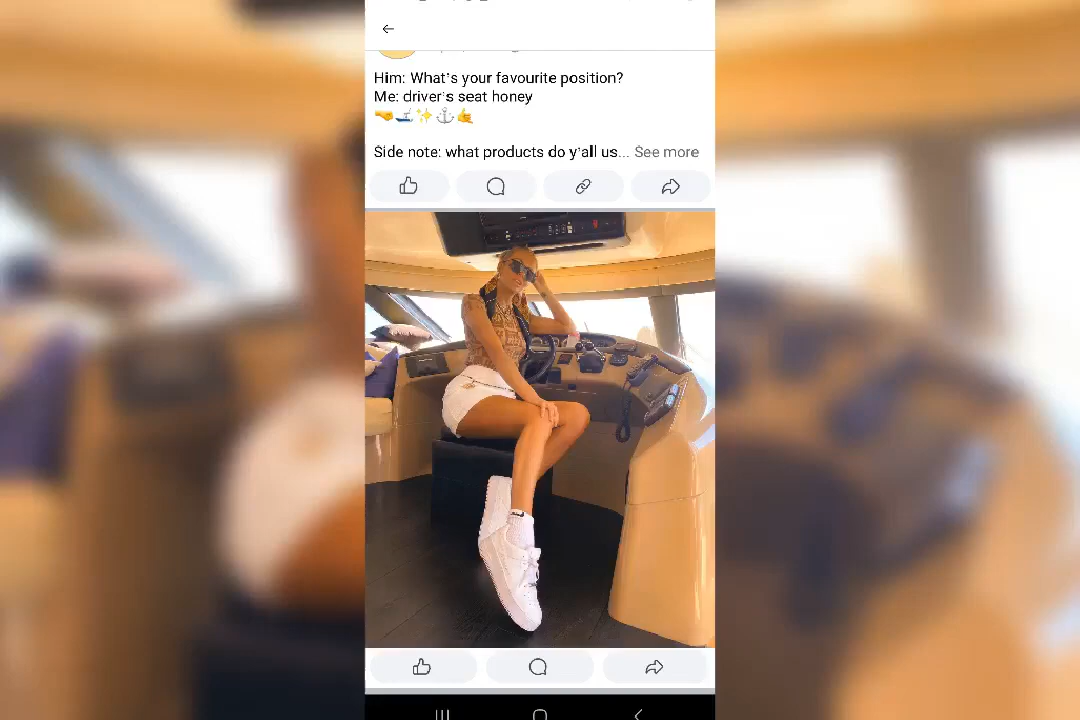 Him: What's your favourite position?
Me: driver's seat honey
🤜🛥️✨⚓🤙
Side note: what products do y'all us... See more